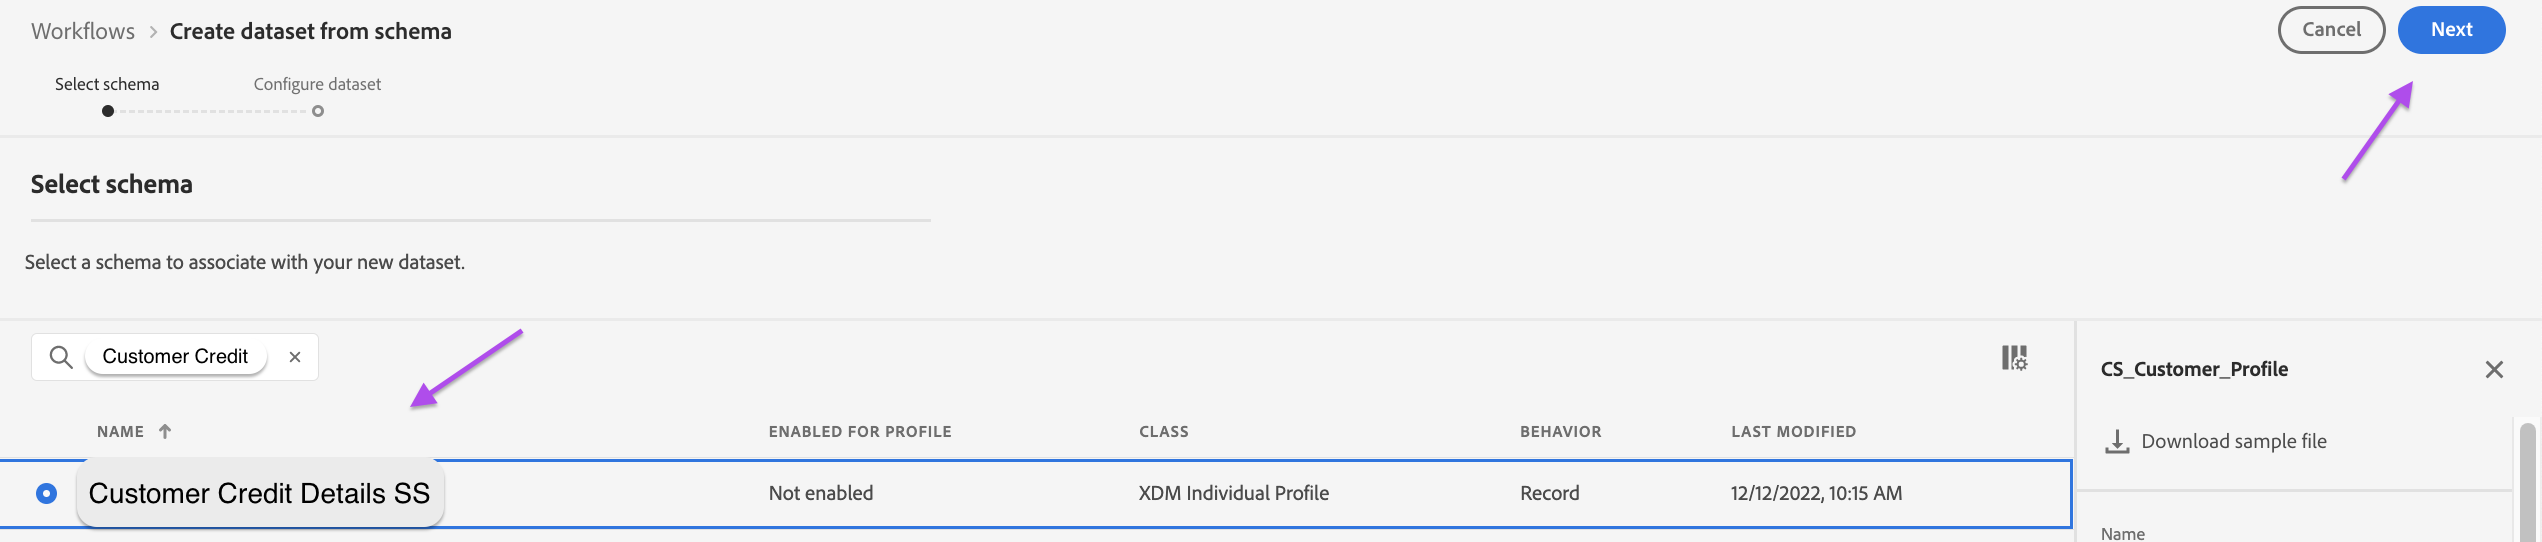 Workflows > Create dataset from schema
Cancel
Next
Select schema
Configure dataset
Select schema
Select a schema to associate with your new dataset.
Customer Credit
CS_Customer_Profile
Download sample file
NAME ENABLED FOR PROFILE CLASS BEHAVIOR LAST MODIFIED
Customer Credit Details SS Not enabled XDM Individual Profile Record 12/12/2022, 10:15 AM
Name